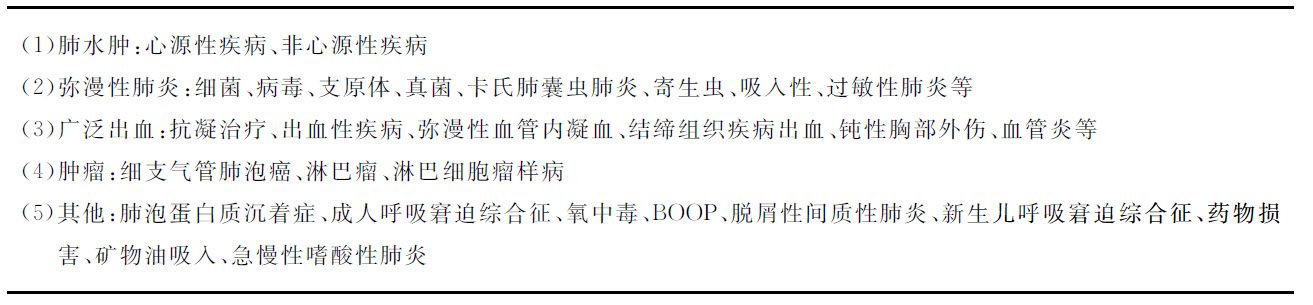 (1)肺水肿:心源性疾病、非心源性疾病
(2)弥漫性肺炎:细菌、病毒、支原体、真菌、卡氏肺囊虫肺炎、寄生虫、吸入性、过敏性肺炎等
(3)广泛出血:抗凝治疗、出血性疾病、弥漫性血管内凝血、结缔组织疾病出血、钝性胸部外伤、血管炎等
(4)肿瘤:细支气管肺泡癌、淋巴瘤、淋巴细胞瘤样病
(5)其他:肺泡蛋白质沉着症、成人呼吸窘迫综合征、氧中毒、BOOP、脱屑性间质性肺炎、新生儿呼吸窘迫综合征、药物损
害、矿物油吸入、急慢性嗜酸性肺炎